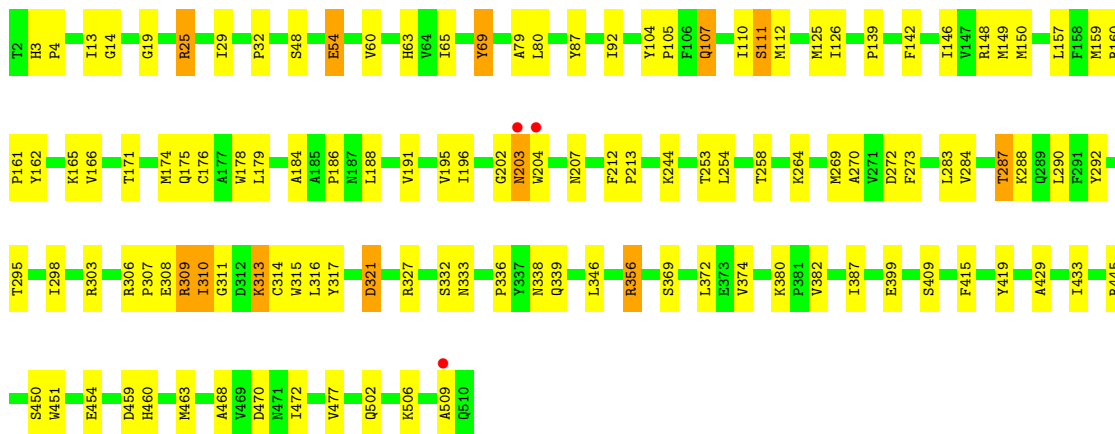 T2 H3 P4 I13 G14 G19 R25 I29 P32 S48 E54 V60 H63 V64 I65 Y69 A79 L80 Y87 I92 Y104 P105 F106 Q107 I110 S111 M112 M125 I126 P139 F142 I146 V147 R148 M149 M150 L157 F158 M159
P161 Y162 K165 V166 T171 M174 Q175 C176 A177 W178 L179 A184 A185 P186 N187 L188 V191 V195 I196 G202 N203 W204 N207 F212 P213 K244 T253 L254 T258 K264 M269 A270 V271 D272 F273 L283 V284 T287 K288 Q289 L290 F291 Y292
T295 I298 R303 R306 P307 E308 R309 I310 G311 D312 K313 G314 W315 L316 Y317 D321 R327 S332 N333 P336 Y337 N338 Q339 L346 R356 S369 L372 E373 V374 K380 P381 V382 I387 E399 S409 F415 Y419 A429 I433
S450 W451 E454 D459 H460 M463 A468 V469 D470 N471 I472 V477 Q502 K506 A509 Q510